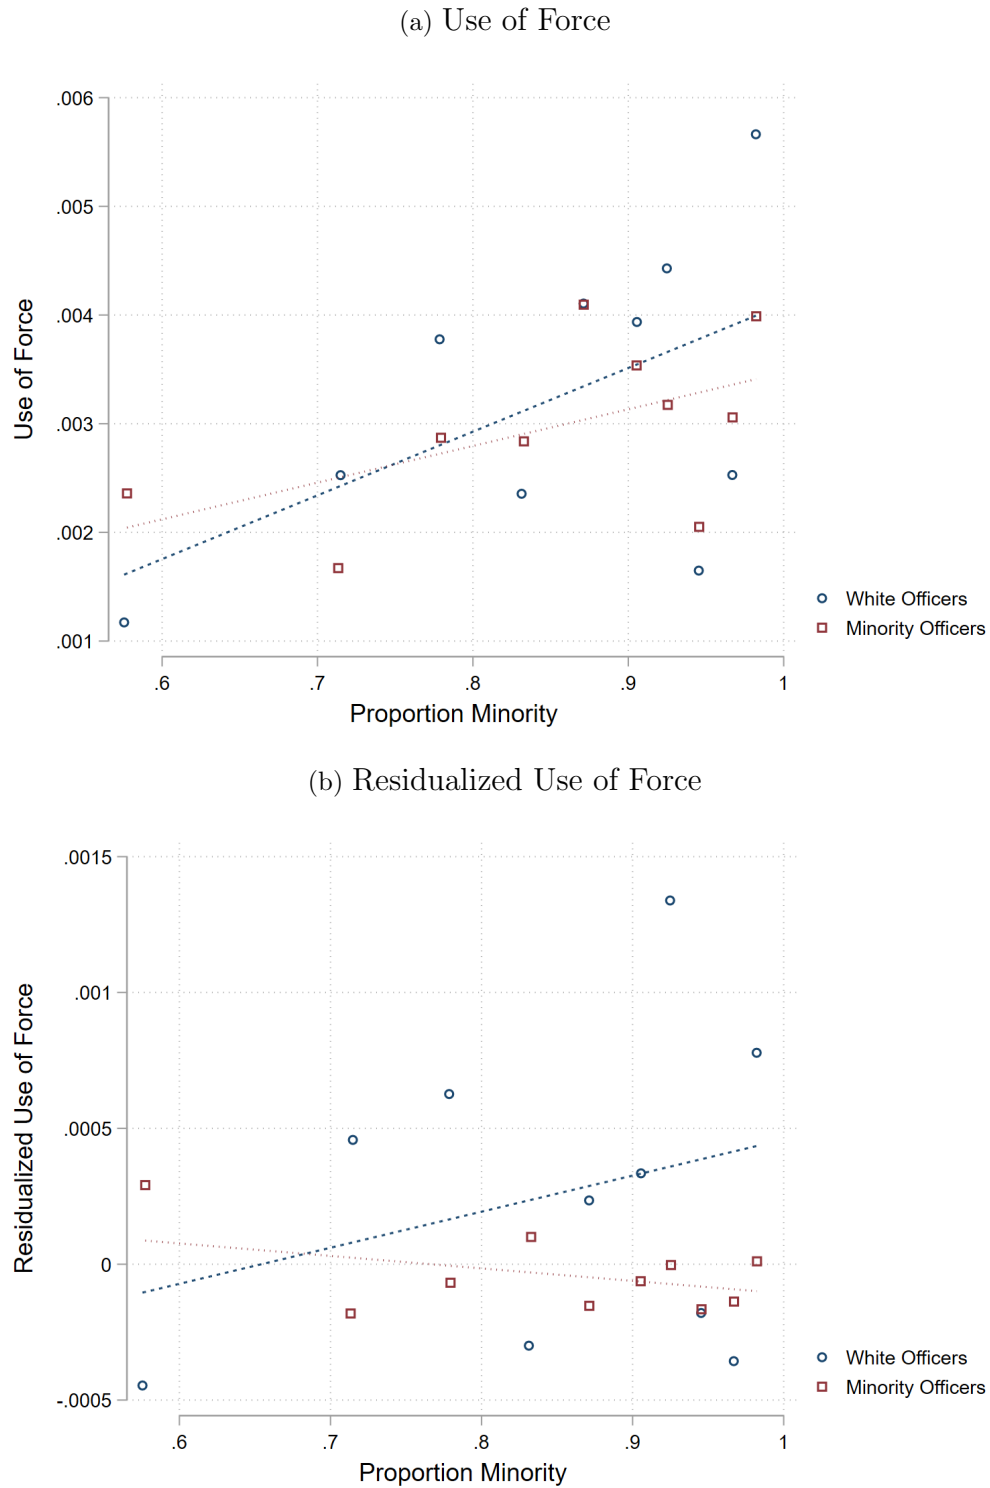 (a) Use of Force
.006
.005
.004
.003
.002
.001
Use of Force
.6 .7 .8 .9 1
Proportion Minority
White Officers
Minority Officers
(b) Residualized Use of Force
.0015
.001
.0005
0
-.0005
Residualized Use of Force
.6 .7 .8 .9 1
Proportion Minority
White Officers
Minority Officers